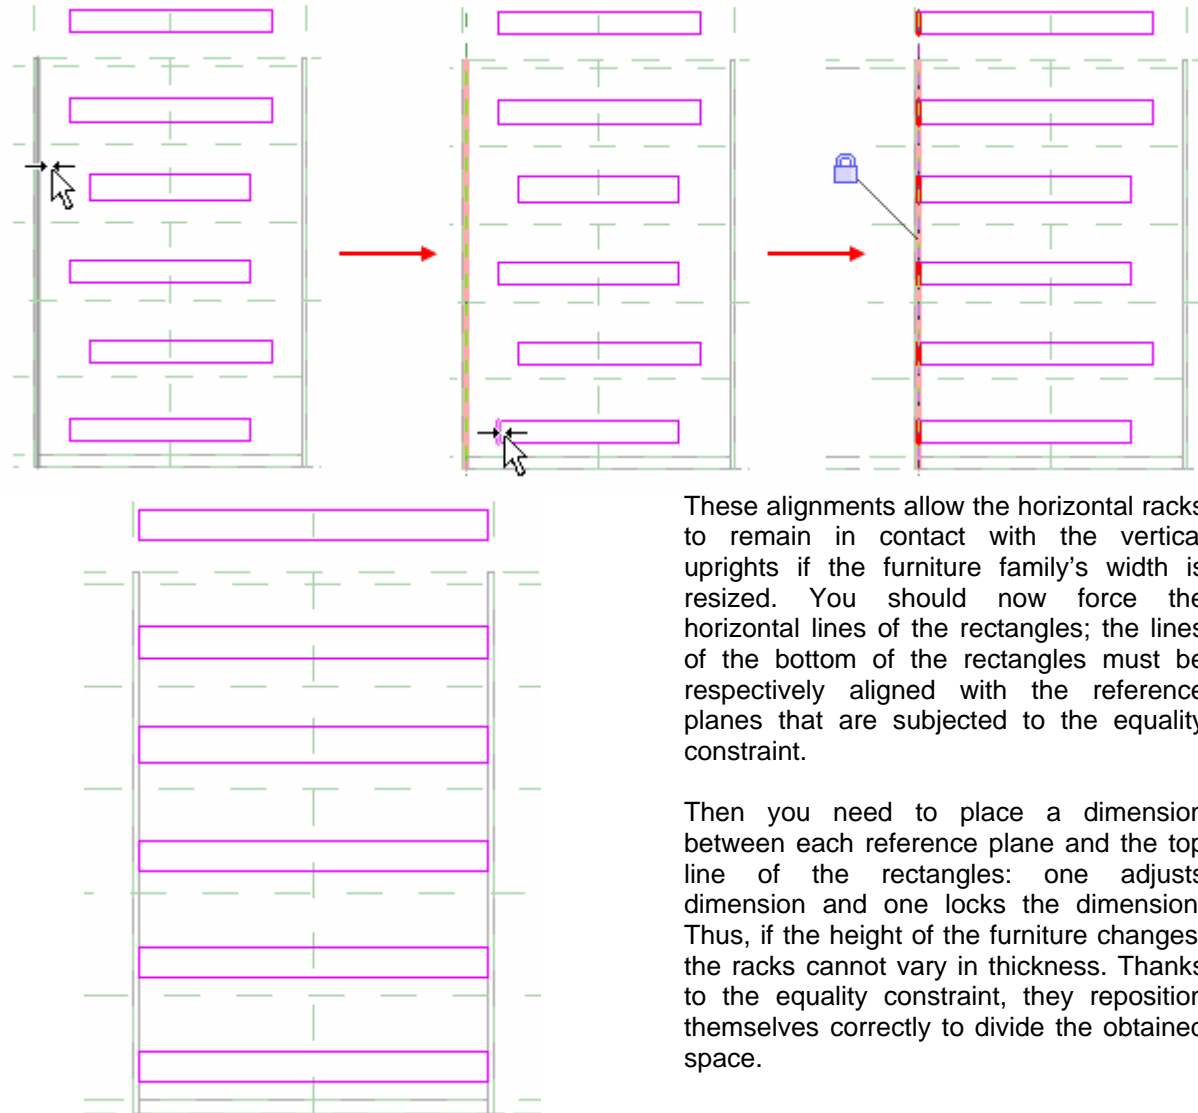 These alignments allow the horizontal racks
to remain in contact with the vertica
uprights if the furniture family's width is
resized. You should now force the
horizontal lines of the rectangles; the lines
of the bottom of the rectangles must be
respectively aligned with the reference
planes that are subjected to the equality
constraint.
Then you need to place a dimension
between each reference plane and the top
line of the rectangles: one adjusts
dimension and one locks the dimension
Thus, if the height of the furniture changes
the racks cannot vary in thickness. Thanks
to the equality constraint, they reposition
themselves correctly to divide the obtained
space.